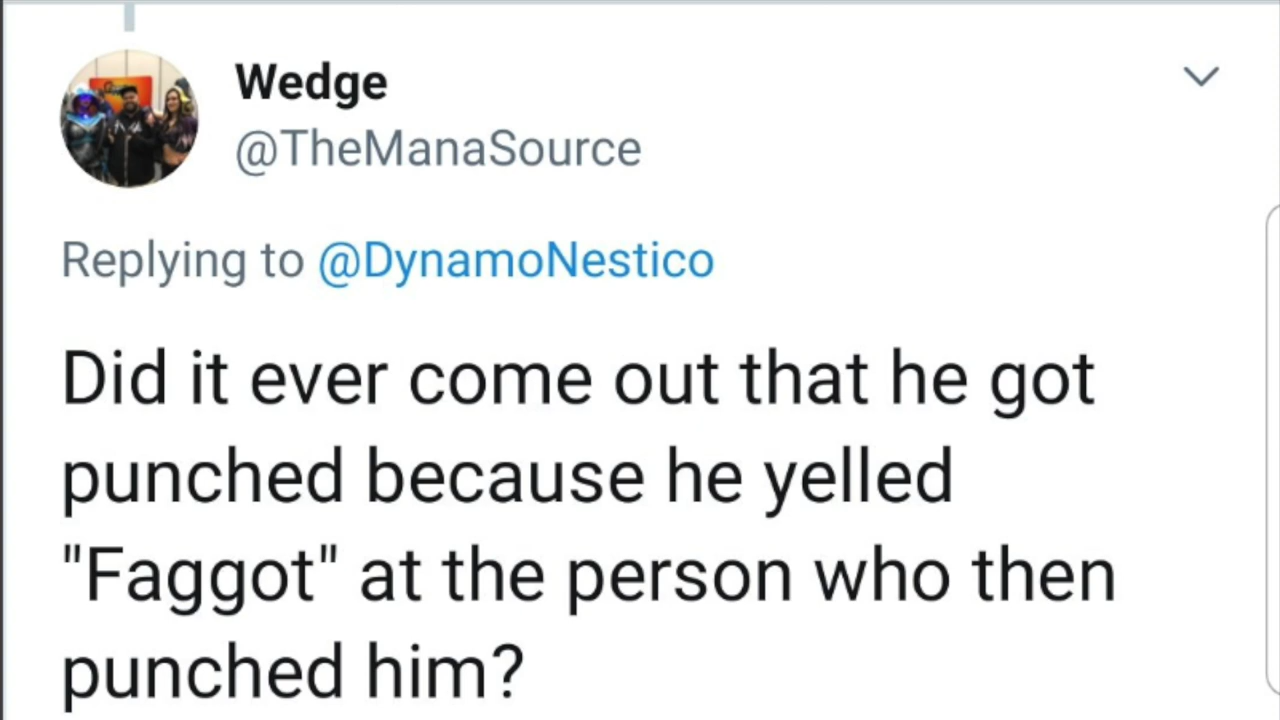 Wedge
@TheManaSource
Replying to @DynamoNestico
Did it ever come out that he got
punched because he yelled
"Faggot" at the person who then
punched him?